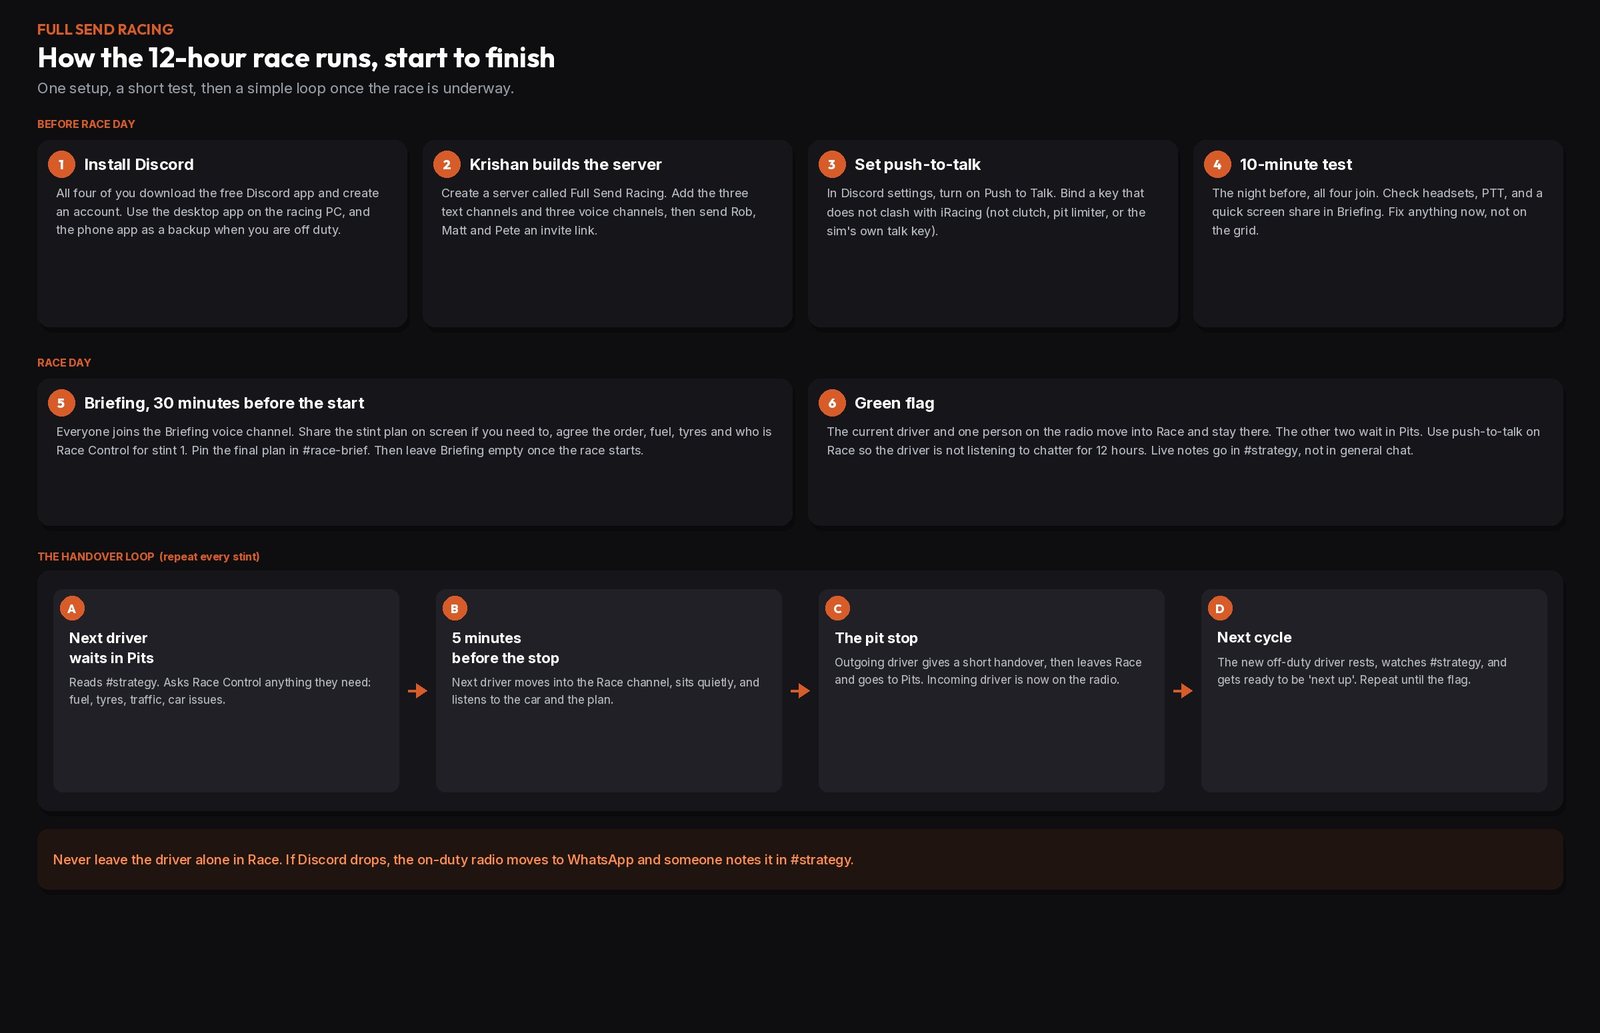 FULL SEND RACING
How the 12-hour race runs, start to finish
One setup, a short test, then a simple loop once the race is underway.
BEFORE RACE DAY
1 Install Discord
All four of you download the free Discord app and create
an account. Use the desktop app on the racing PC, and
the phone app as a backup when you are off duty.
2 Krishan builds the server
Create a server called Full Send Racing. Add the three
text channels and three voice channels, then send Rob,
Matt and Pete an invite link.
3 Set push-to-talk
In Discord settings, turn on Push to Talk. Bind a key that
does not clash with iRacing (not clutch, pit limiter, or the
sim's own talk key).
4 10-minute test
The night before, all four join. Check headsets, PTT, and a
quick screen share in Briefing. Fix anything now, not on
the grid.
RACE DAY
5 Briefing, 30 minutes before the start
Everyone joins the Briefing voice channel. Share the stint plan on screen if you need to, agree the order, fuel, tyres and who is
Race Control for stint 1. Pin the final plan in #race-brief. Then leave Briefing empty once the race starts.
6 Green flag
The current driver and one person on the radio move into Race and stay there. The other two wait in Pits. Use push-to-talk on
Race so the driver is not listening to chatter for 12 hours. Live notes go in #strategy, not in general chat.
THE HANDOVER LOOP (repeat every stint)
A
Next driver
waits in Pits
Reads #strategy. Asks Race Control anything they need:
fuel, tyres, traffic, car issues.
B
5 minutes
before the stop
Next driver moves into the Race channel, sits quietly, and
listens to the car and the plan.
C
The pit stop
Outgoing driver gives a short handover, then leaves Race
and goes to Pits. Incoming driver is now on the radio.
D
Next cycle
The new off-duty driver rests, watches #strategy, and
gets ready to be 'next up'. Repeat until the flag.
Never leave the driver alone in Race. If Discord drops, the on-duty radio moves to WhatsApp and someone notes it in #strategy.